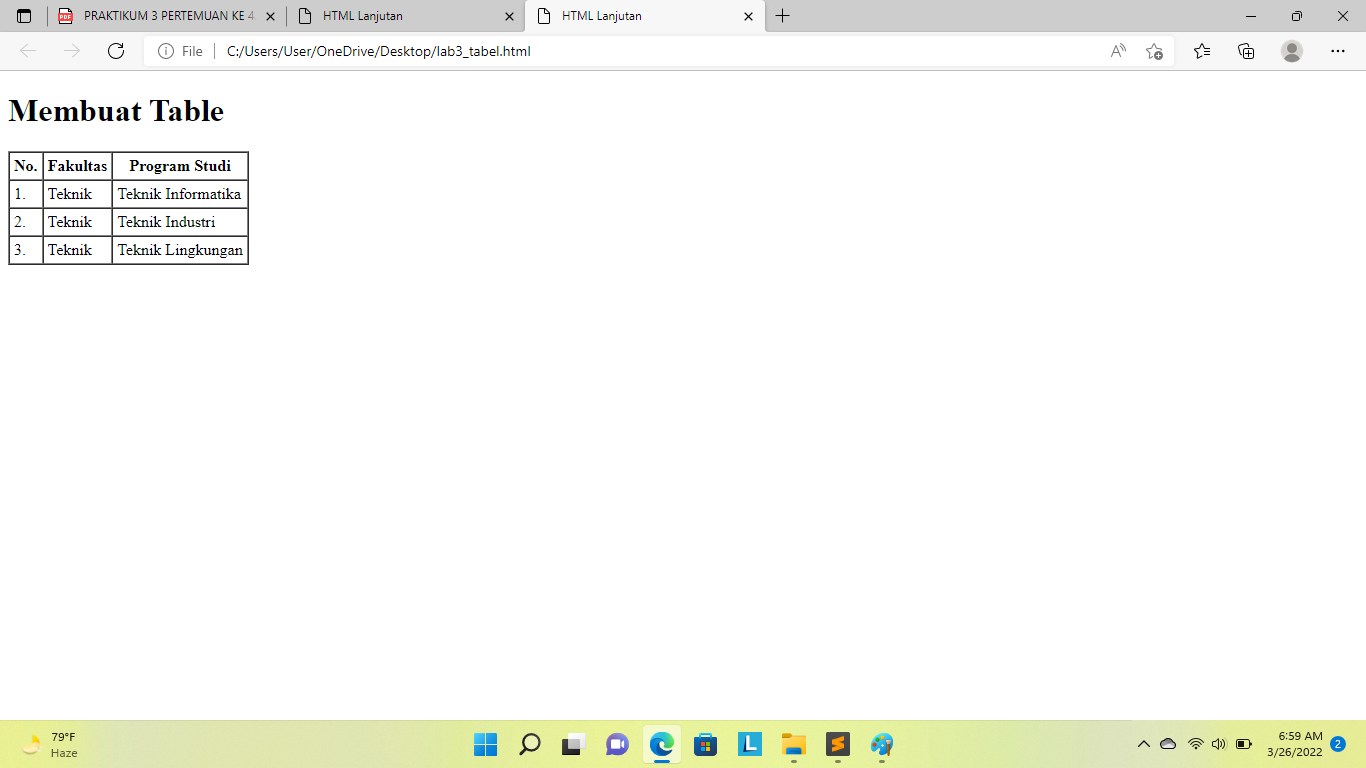 PRAKTIKUM 3 PERTEMUAN KE 4
HTML Lanjutan
HTML Lanjutan
File
C:/Users/User/OneDrive/Desktop/lab3_tabel.html
Membuat Table
No. Fakultas Program Studi
1. Teknik Teknik Informatika
2. Teknik Teknik Industri
3. Teknik Teknik Lingkungan
79°F
Haze
6:59 AM
3/26/2022
2